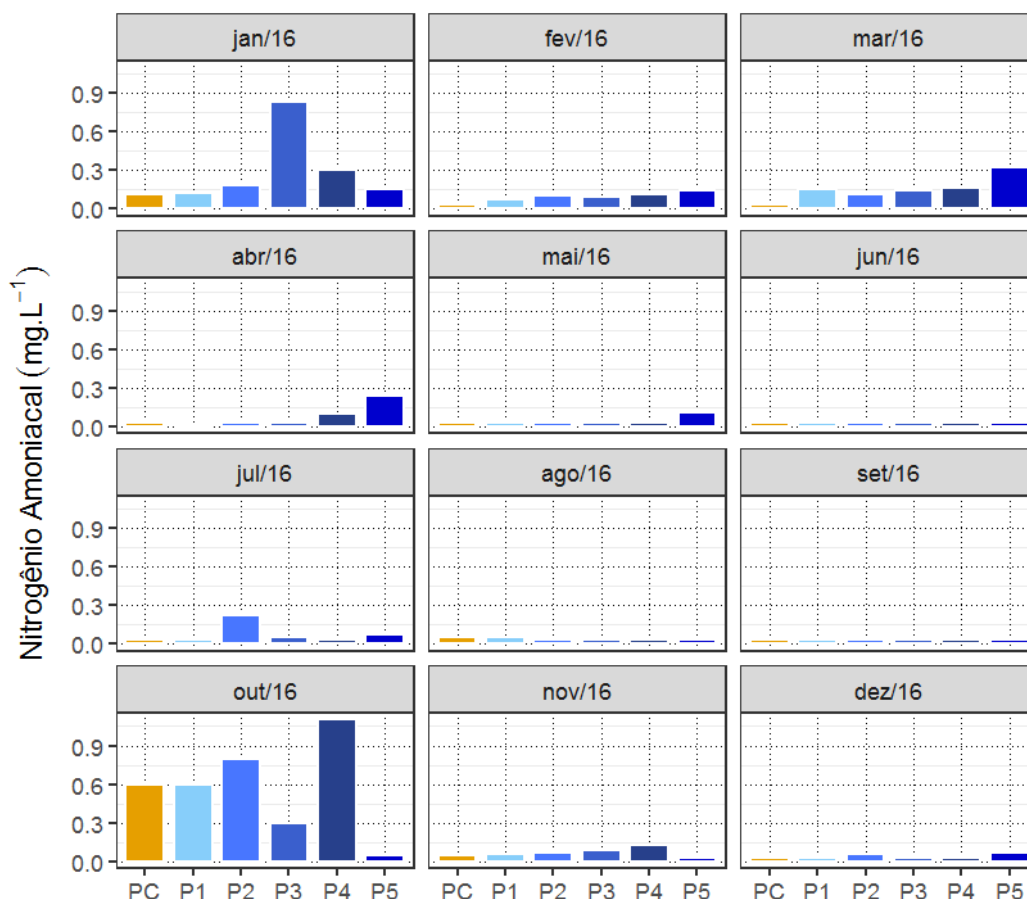 jan/16 fev/16 mar/16
0.9
0.6
0.3
0.0
abr/16 mai/16 jun/16
0.9
0.6
0.3
0.0
Nitrogênio Amoniacal (mg.L⁻¹)
jul/16 ago/16 set/16
0.9
0.6
0.3
0.0
out/16 nov/16 dez/16
0.9
0.6
0.3
0.0
PC P1 P2 P3 P4 P5 PC P1 P2 P3 P4 P5 PC P1 P2 P3 P4 P5